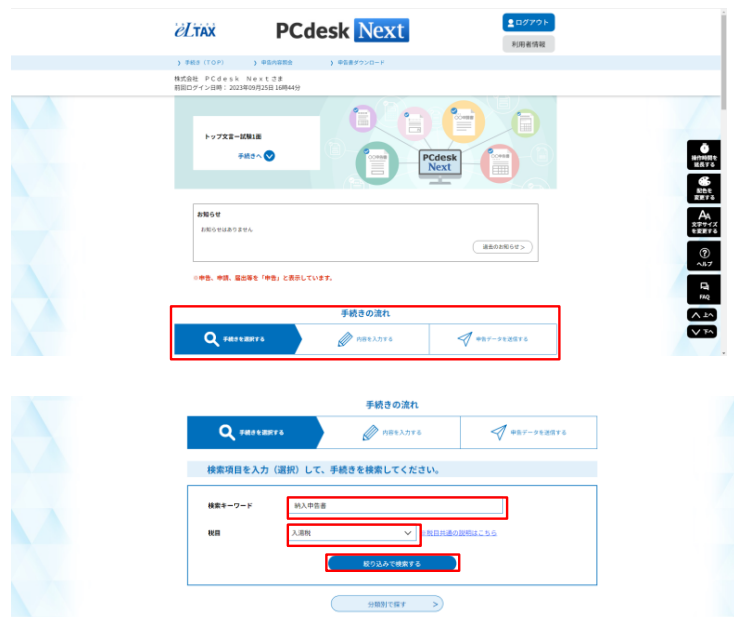 eLTAX
PCdesk Next
ログアウト
利用者情報
手続き（TOP）
申告内容照会
申告書ダウンロード
株式会社 PCdesk Nextさま
前回ログイン日時：2023年09月25日 16時44分
トップ文言ー試験1面
手続きへ
PCdesk
Next
操作時間を
延長する
配色を
変更する
文字サイズ
を変更する
ヘルプ
FAQ
上へ
下へ
お知らせ
お知らせはありません
過去のお知らせ >
※申告、申請、届出等を「申告」と表示しています。
手続きの流れ
手続きを選択する
内容を入力する
申告データを送信する
手続きの流れ
手続きを選択する
内容を入力する
申告データを送信する
検索項目を入力（選択）して、手続きを検索してください。
検索キーワード
納入申告書
税目
入湯税
※税目共通の説明はこちら
絞り込みで検索する
分類別で探す >